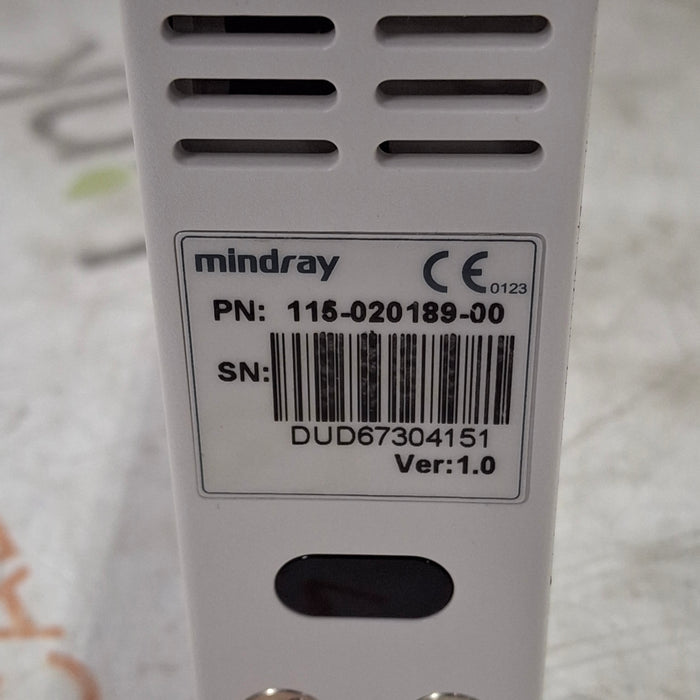 mindray CE 0123
PN: 115-020189-00
SN:
DUD67304151
Ver:1.0